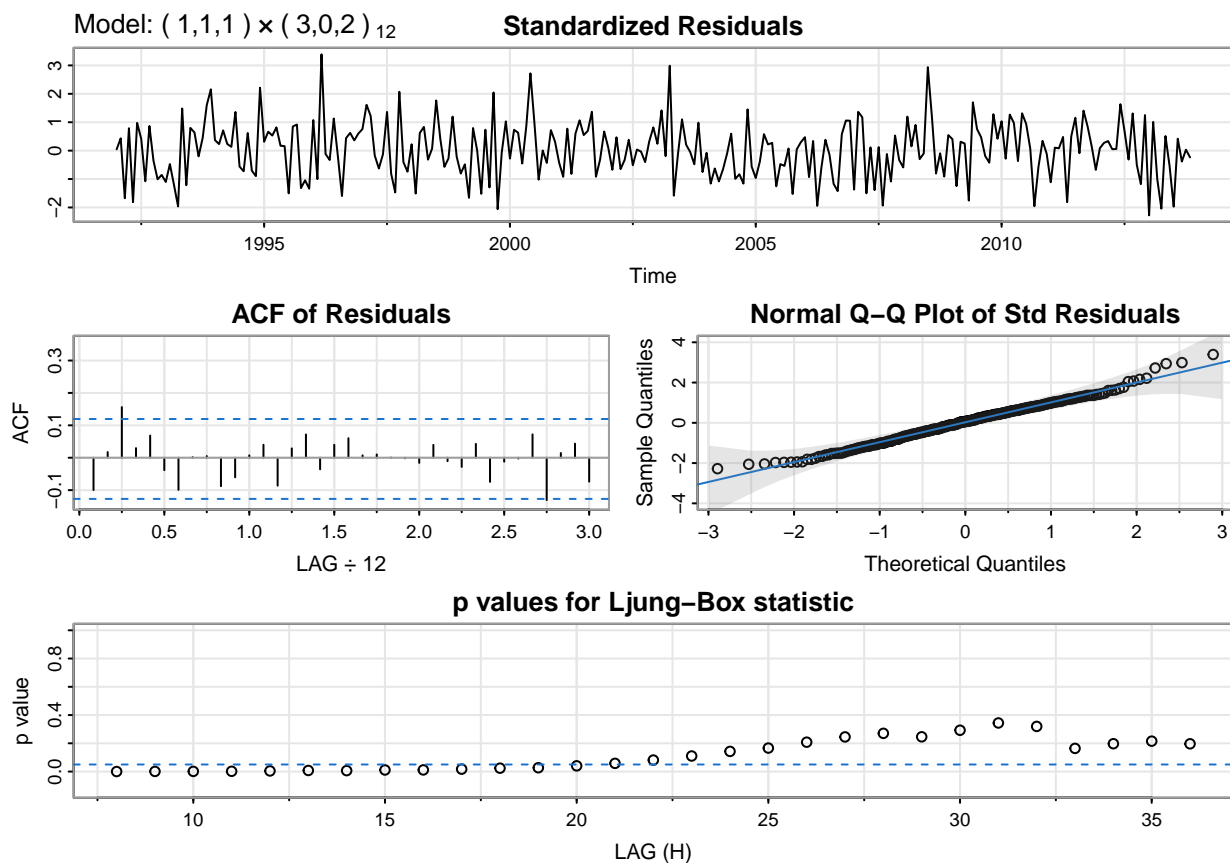 Model: ( 1,1,1 ) × ( 3,0,2 ) 12
Standardized Residuals
3
2
1
0
−2
1995 2000 2005 2010
Time
ACF of Residuals
0.3
0.1
−0.1
ACF
0.0 0.5 1.0 1.5 2.0 2.5 3.0
LAG ÷ 12
Normal Q−Q Plot of Std Residuals
4
2
0
−2
−4
Sample Quantiles
−3 −2 −1 0 1 2 3
Theoretical Quantiles
p values for Ljung−Box statistic
0.8
0.4
0.0
p value
10 15 20 25 30 35
LAG (H)